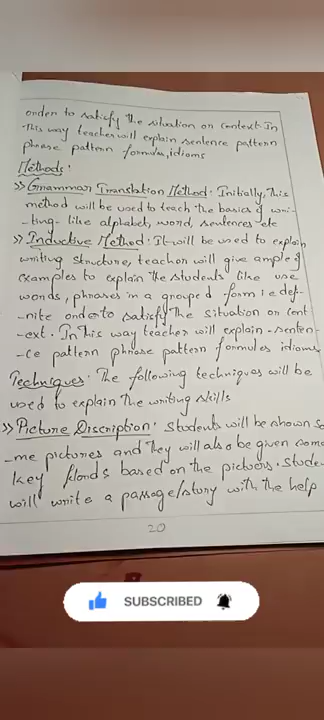 order to satisfy the situation on context. In
this way teacher will explain sentence pattern
phrase pattern formules, idioms
Methods:
>> Grammar Translation Method: Initially, This
method will be used to teach the basics of wri-
-ting- like alphabet, word, sentences-etc
>> Inductive Method: It will be used to explain
writing structure, teacher will give ample of
examples to explain the students like use
words, phrases in a grouped form i.e def-
-nite order to satisfy the situation or cont
-ext. In this way teacher will explain - senten-
-ce pattern phrase pattern formules idioms
Techniques: The following techniques will be
used to explain the writing skills
>> Picture Discription: Students will be shown so
-me pictures and they will also be given some
key based on the pictuers. Stude-
will write a passage/story with the help
20
SUBSCRIBED